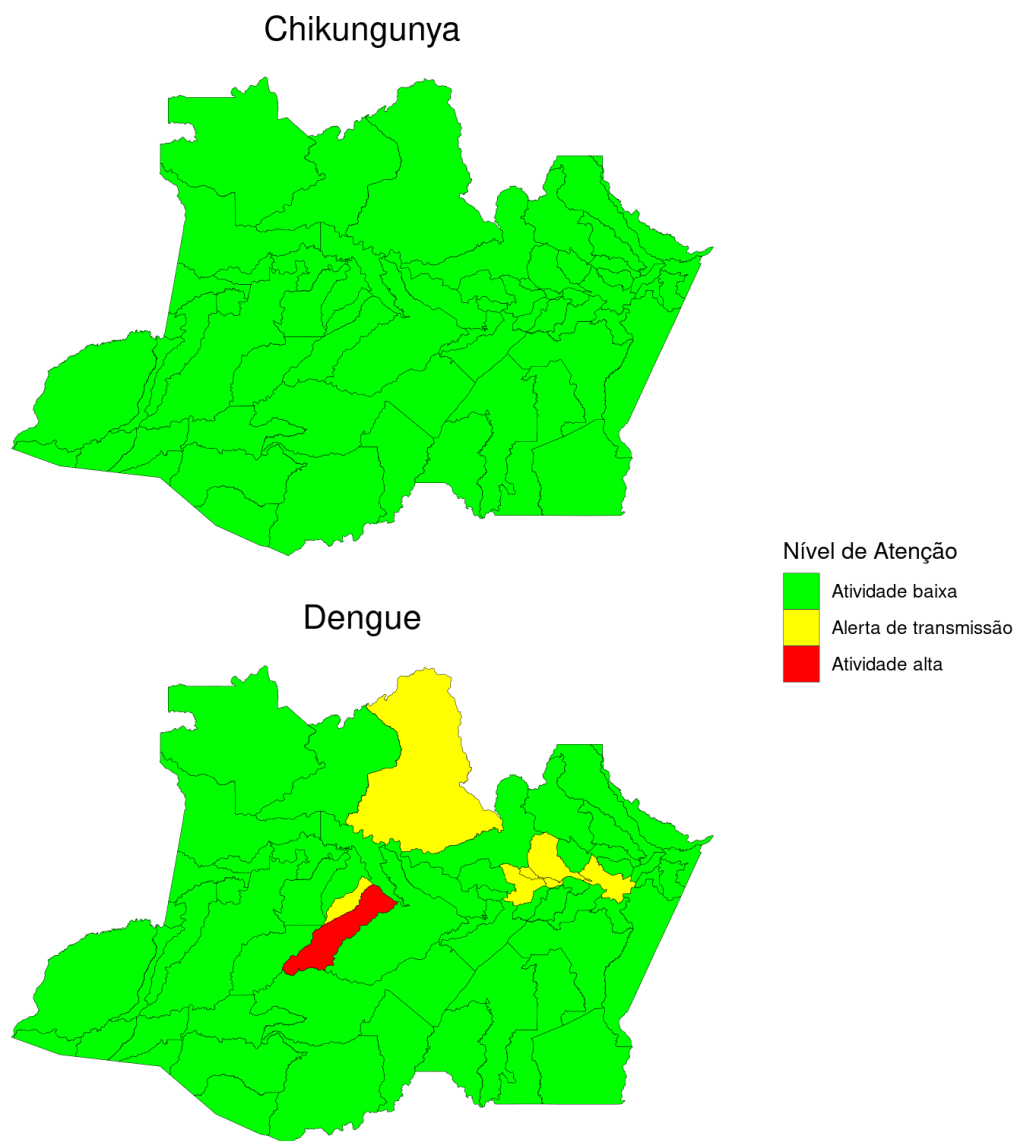 Chikungunya
Nível de Atenção
Atividade baixa
Alerta de transmissão
Atividade alta
Dengue